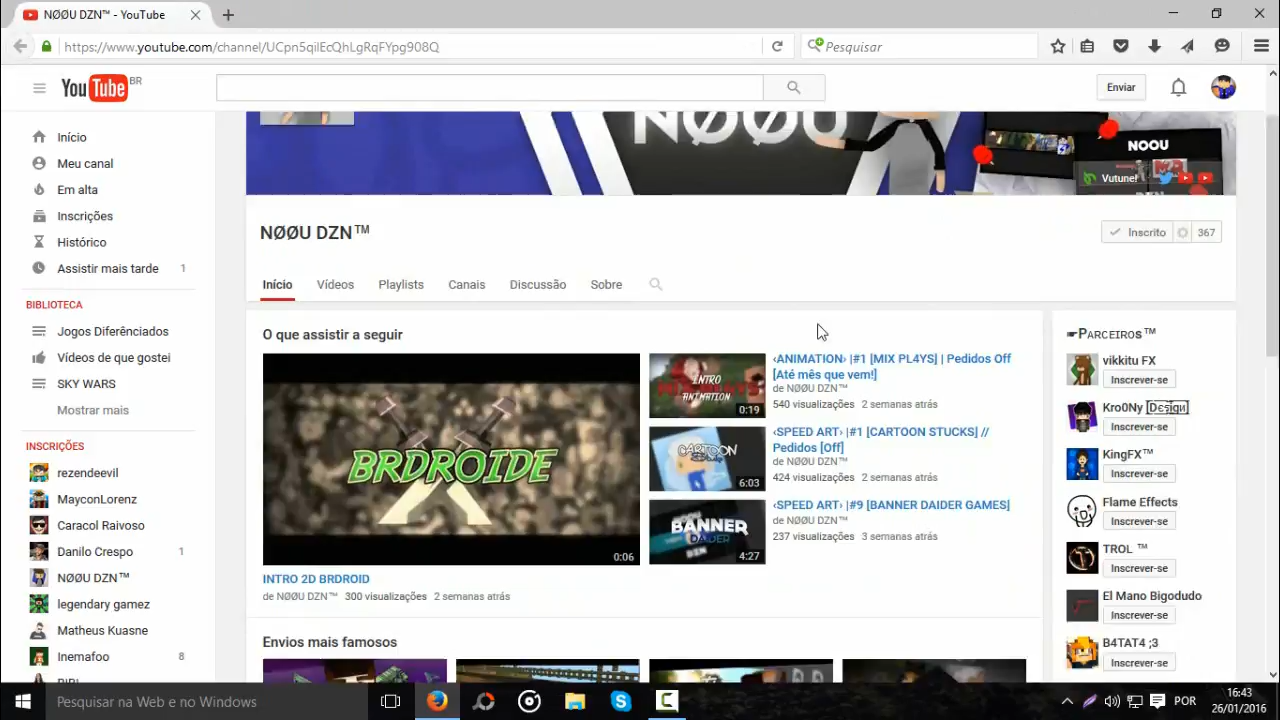 NØØU DZN™ - YouTube
https://www.youtube.com/channel/UCpn5qilEcQhLgRqFYpg908Q
Pesquisar
YouTube BR
Enviar
Início
Meu canal
Em alta
Inscrições
Histórico
Assistir mais tarde 1
BIBLIOTECA
Jogos Diferênciados
Vídeos de que gostei
SKY WARS
Mostrar mais
INSCRIÇÕES
rezendeevil
MayconLorenz
Caracol Raivoso
Danilo Crespo 1
NØØU DZN™
legendary gamez
Matheus Kuasne
Inemafoo 8
NØØU
NOOU
Vutune!
NØØU DZN™
Inscrito 367
Início Vídeos Playlists Canais Discussão Sobre
O que assistir a seguir
BRDROIDE
0:06
INTRO 2D BRDROID
de NØØU DZN™ 300 visualizações 2 semanas atrás
INTRO
ANIMATION
0:19
‹ANIMATION› |#1 [MIX PL4YS] | Pedidos Off
[Até mês que vem!]
de NØØU DZN™
540 visualizações 2 semanas atrás
CARTOON
6:03
‹SPEED ART› |#1 [CARTOON STUCKS] //
Pedidos [Off]
de NØØU DZN™
424 visualizações 2 semanas atrás
BANNER
DAIDER
4:27
‹SPEED ART› |#9 [BANNER DAIDER GAMES]
de NØØU DZN™
237 visualizações 3 semanas atrás
Envios mais famosos
☛Parceiros™
vikkitu FX
Inscrever-se
Kro0Ny
Inscrever-se
KingFX™
Inscrever-se
Flame Effects
Inscrever-se
TROL ™
Inscrever-se
El Mano Bigodudo
Inscrever-se
B4TAT4 ;3
Inscrever-se
Pesquisar na Web e no Windows
POR
16:43
26/01/2016